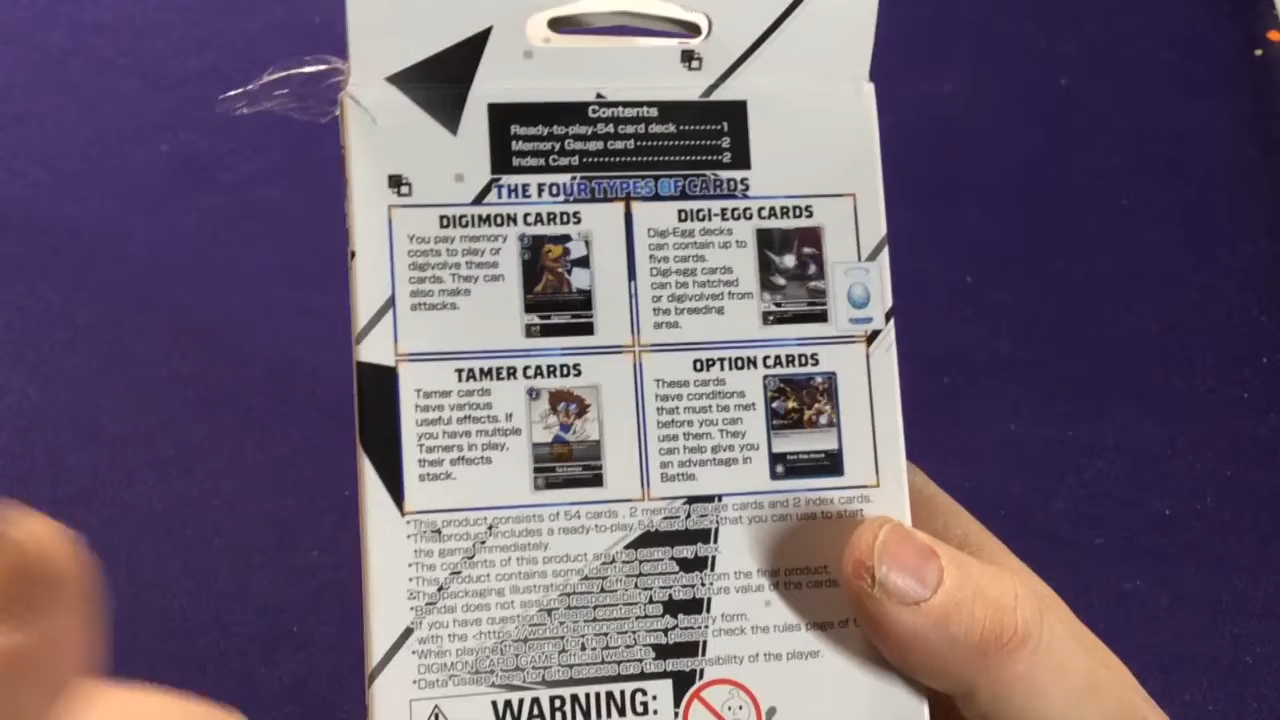 Contents
Ready-to-play-54 card deck ········1
Memory Gauge card ···············2
Index Card ·························2
THE FOUR TYPES OF CARDS
DIGIMON CARDS
You pay memory
costs to play or
digivolve these
cards. They can
also make
attacks.
DIGI-EGG CARDS
Digi-Egg decks
can contain up to
five cards.
Digi-egg cards
can be hatched
or digivolved from
the breeding
area.
TAMER CARDS
Tamer cards
have various
useful effects. If
you have multiple
Tamers in play,
their effects
stack.
OPTION CARDS
These cards
have conditions
that must be met
before you can
use them. They
can help give you
an advantage in
Battle.
*This product consists of 54 cards , 2 memory gauge cards and 2 index cards.
*This product includes a ready-to-play 54-card deck that you can use to start
the game immediately.
*The contents of this product are the same any box.
*This product contains some identical cards.
*The packaging illustration may differ somewhat from the final product.
*Bandai does not assume responsibility for the future value of the cards.
*If you have questions, please contact us
with the <https://world.digimoncard.com/> inquiry form.
*When playing the game for the first time, please check the rules page of
DIGIMON CARD GAME official website.
*Data usage fees for site access are the responsibility of the player.
WARNING: